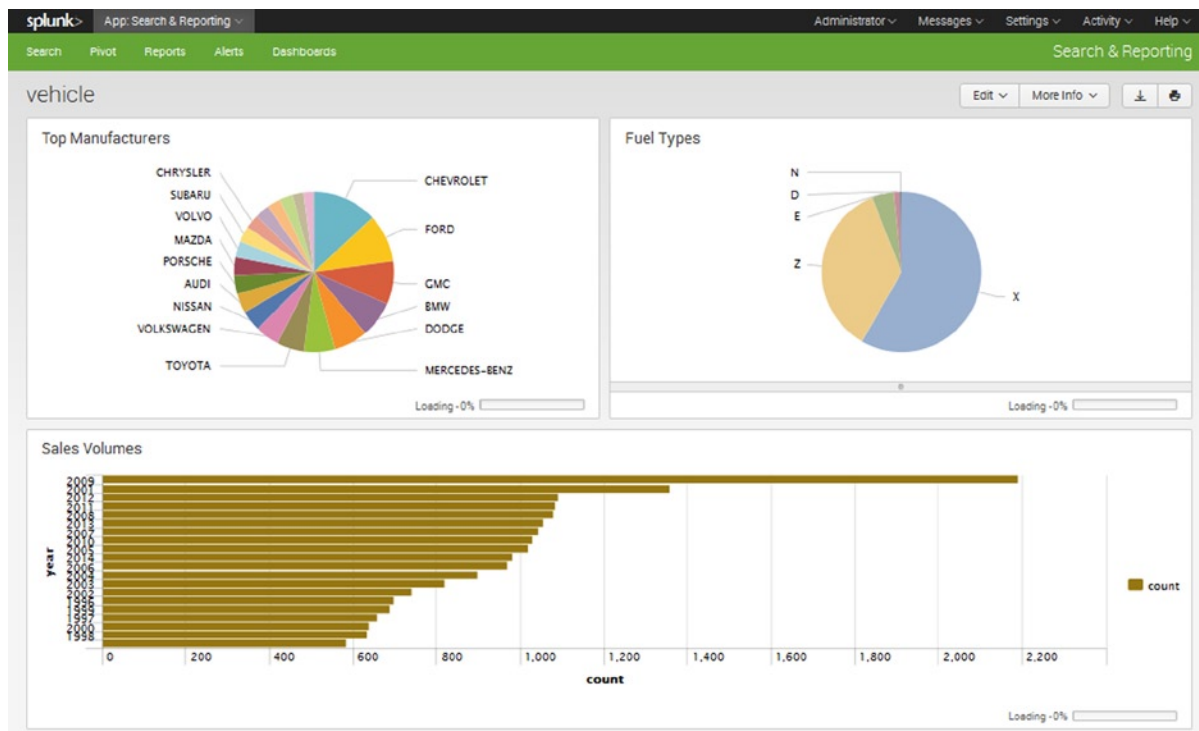 splunk> App: Search & Reporting Administrator Messages Settings Activity Help
Search Pivot Reports Alerts Dashboards Search & Reporting
vehicle
Edit More Info
Top Manufacturers
CHRYSLER
SUBARU
VOLVO
MAZDA
PORSCHE
AUDI
NISSAN
VOLKSWAGEN
TOYOTA
CHEVROLET
FORD
GMC
BMW
DODGE
MERCEDES-BENZ
Loading -0%
Fuel Types
N
D
E
Z
X
Loading -0%
Sales Volumes
year
2009
2001
2012
2011
2008
2013
2007
2010
2005
2014
2006
2004
2003
2002
1999
1997
2000
1998
0 200 400 600 800 1,000 1,200 1,400 1,600 1,800 2,000 2,200
count
count
Loading -0%